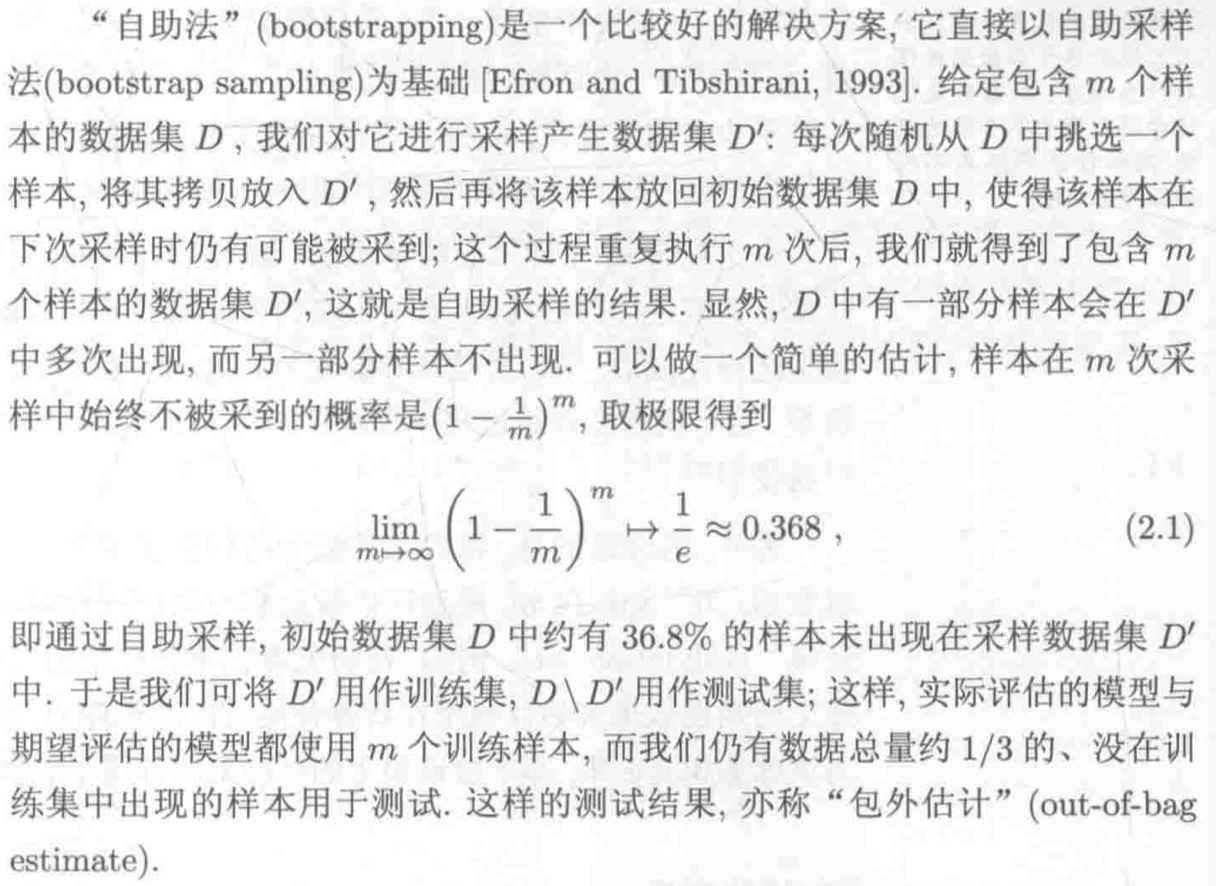 “自助法”(bootstrapping)是一个比较好的解决方案, 它直接以自助采样
法(bootstrap sampling)为基础 [Efron and Tibshirani, 1993]. 给定包含 m 个样
本的数据集 D , 我们对它进行采样产生数据集 D′: 每次随机从 D 中挑选一个
样本, 将其拷贝放入 D′ , 然后再将该样本放回初始数据集 D 中, 使得该样本在
下次采样时仍有可能被采到; 这个过程重复执行 m 次后, 我们就得到了包含 m
个样本的数据集 D′, 这就是自助采样的结果. 显然, D 中有一部分样本会在 D′
中多次出现, 而另一部分样本不出现. 可以做一个简单的估计, 样本在 m 次采
样中始终不被采到的概率是(1 − 1/m)^m , 取极限得到
lim_{m↦∞} (1 − 1/m)^m ↦ 1/e ≈ 0.368 , (2.1)
即通过自助采样, 初始数据集 D 中约有 36.8% 的样本未出现在采样数据集 D′
中. 于是我们可将 D′ 用作训练集, D \ D′ 用作测试集; 这样, 实际评估的模型与
期望评估的模型都使用 m 个训练样本, 而我们仍有数据总量约 1/3 的、没在训
练集中出现的样本用于测试. 这样的测试结果, 亦称“包外估计”(out-of-bag
estimate).